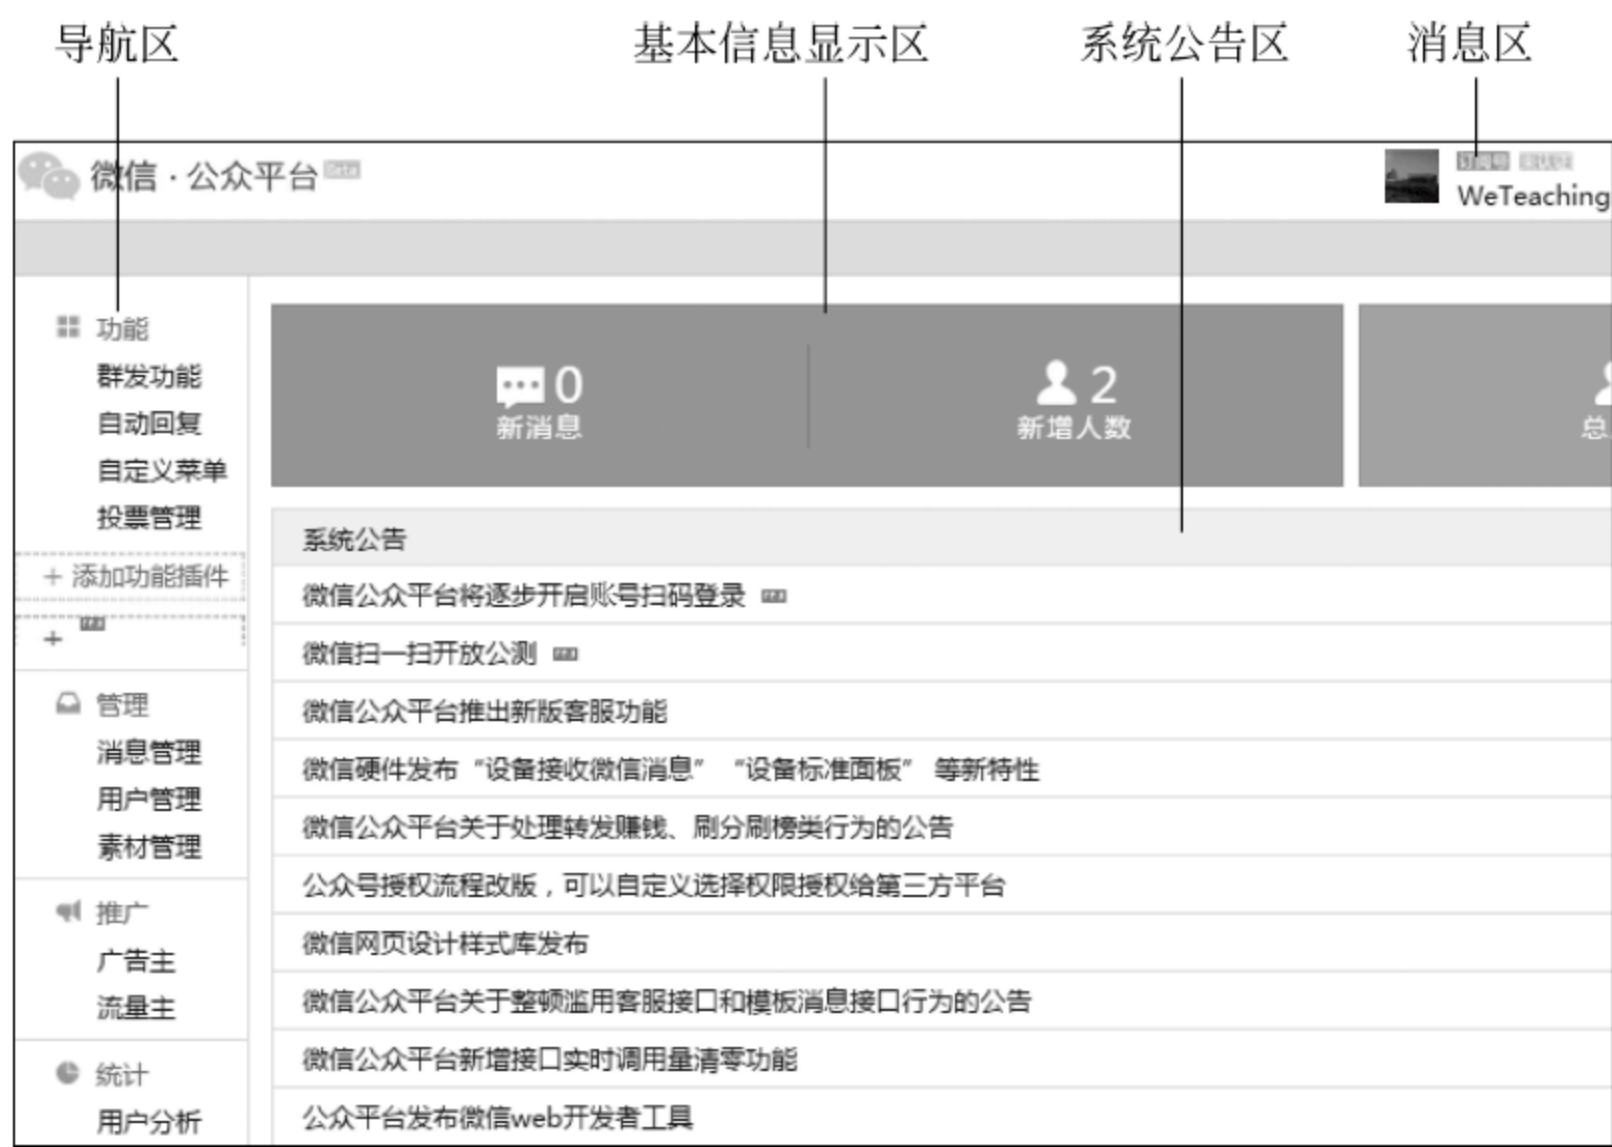 导航区
基本信息显示区
系统公告区
消息区
微信·公众平台
订阅号 未认证
WeTeaching
功能
群发功能
自动回复
自定义菜单
投票管理
+ 添加功能插件
+
管理
消息管理
用户管理
素材管理
推广
广告主
流量主
统计
用户分析
0
新消息
2
新增人数
总
系统公告
微信公众平台将逐步开启账号扫码登录
微信扫一扫开放公测
微信公众平台推出新版客服功能
微信硬件发布“设备接收微信消息”“设备标准面板”等新特性
微信公众平台关于处理转发赚钱、刷分刷榜类行为的公告
公众号授权流程改版，可以自定义选择权限授权给第三方平台
微信网页设计样式库发布
微信公众平台关于整顿滥用客服接口和模板消息接口行为的公告
微信公众平台新增接口实时调用量清零功能
公众平台发布微信web开发者工具